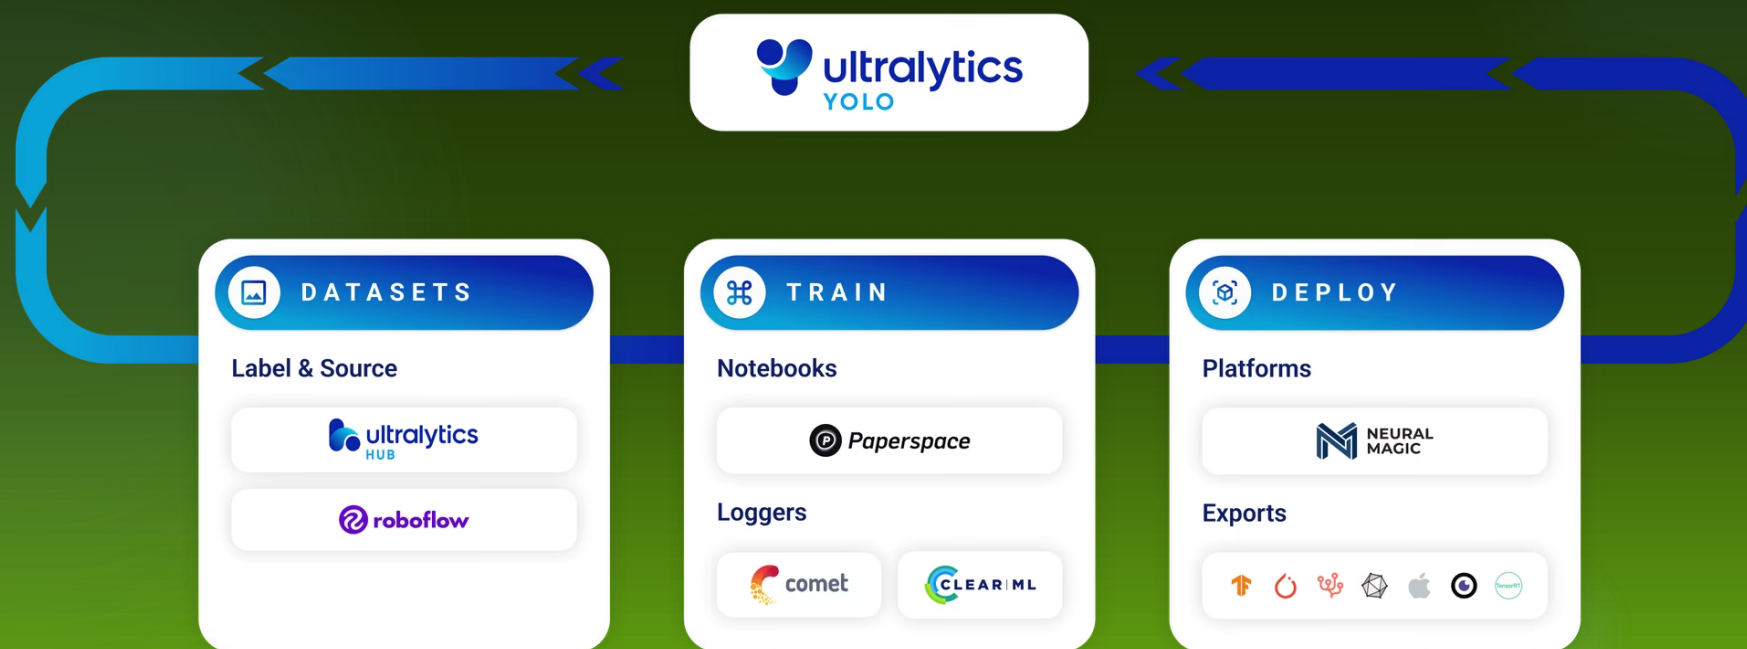 ultralytics
YOLO
DATASETS
Label & Source
ultralytics
HUB
roboflow
TRAIN
Notebooks
Paperspace
Loggers
comet
CLEAR|ML
DEPLOY
Platforms
NEURAL
MAGIC
Exports
TensorRT